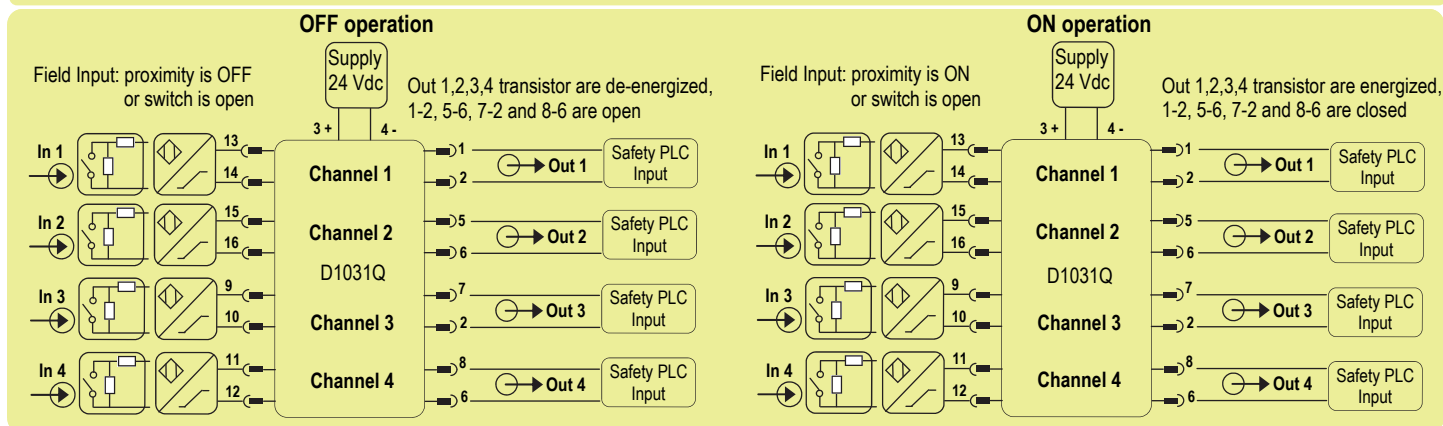 OFF operation
Supply
24 Vdc
Field Input: proximity is OFF
or switch is open
Out 1,2,3,4 transistor are de-energized,
1-2, 5-6, 7-2 and 8-6 are open
3 +
4 -
In 1
13
14
Channel 1
1
2
Out 1
Safety PLC
Input
In 2
15
16
Channel 2
5
6
Out 2
Safety PLC
Input
D1031Q
In 3
9
10
Channel 3
7
2
Out 3
Safety PLC
Input
In 4
11
12
Channel 4
8
6
Out 4
Safety PLC
Input
ON operation
Supply
24 Vdc
Field Input: proximity is ON
or switch is open
Out 1,2,3,4 transistor are energized,
1-2, 5-6, 7-2 and 8-6 are closed
3 +
4 -
In 1
13
14
Channel 1
1
2
Out 1
Safety PLC
Input
In 2
15
16
Channel 2
5
6
Out 2
Safety PLC
Input
D1031Q
In 3
9
10
Channel 3
7
2
Out 3
Safety PLC
Input
In 4
11
12
Channel 4
8
6
Out 4
Safety PLC
Input